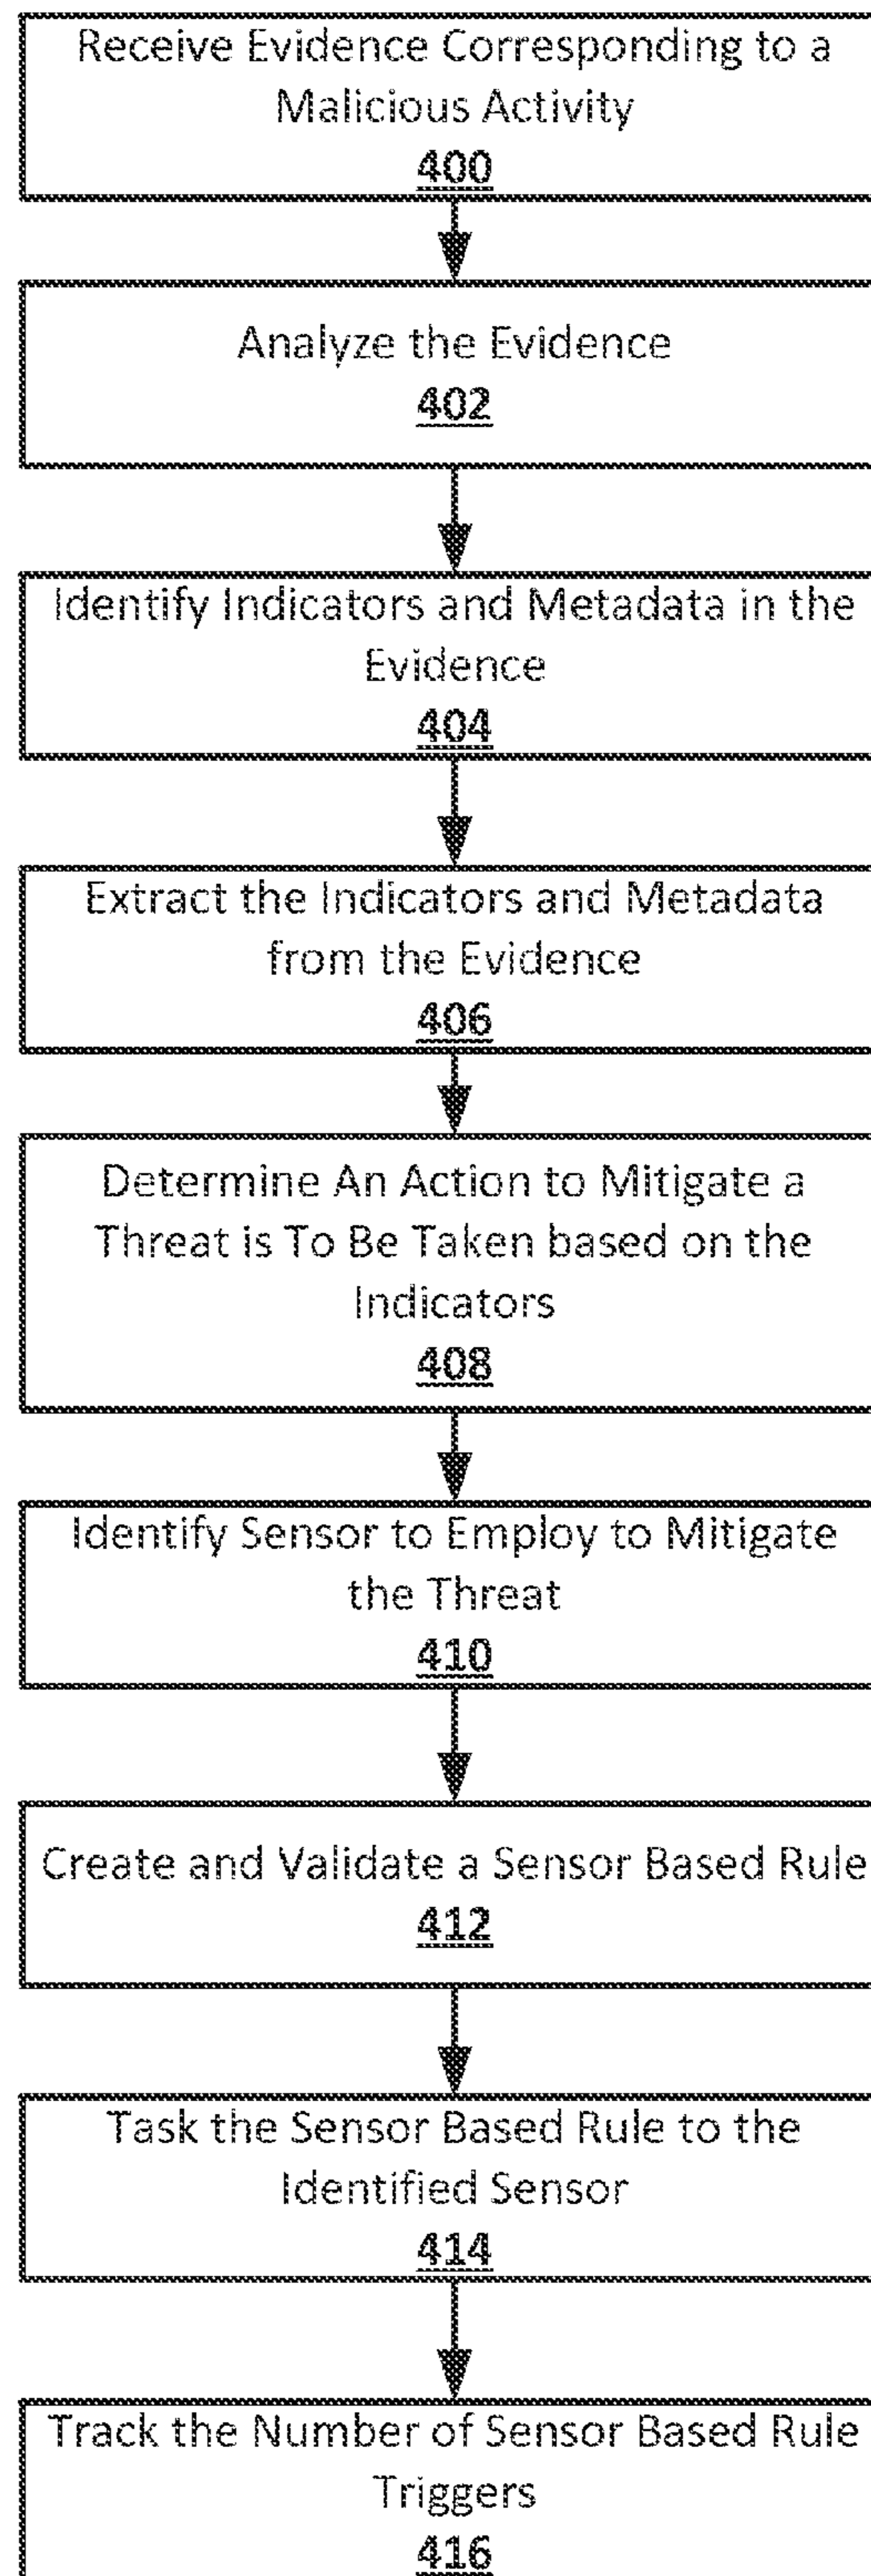 Receive Evidence Corresponding to a
Malicious Activity
400
Analyze the Evidence
402
Identify Indicators and Metadata in the
Evidence
404
Extract the Indicators and Metadata
from the Evidence
406
Determine An Action to Mitigate a
Threat is To Be Taken based on the
Indicators
408
Identify Sensor to Employ to Mitigate
the Threat
410
Create and Validate a Sensor Based Rule
412
Task the Sensor Based Rule to the
Identified Sensor
414
Track the Number of Sensor Based Rule
Triggers
416